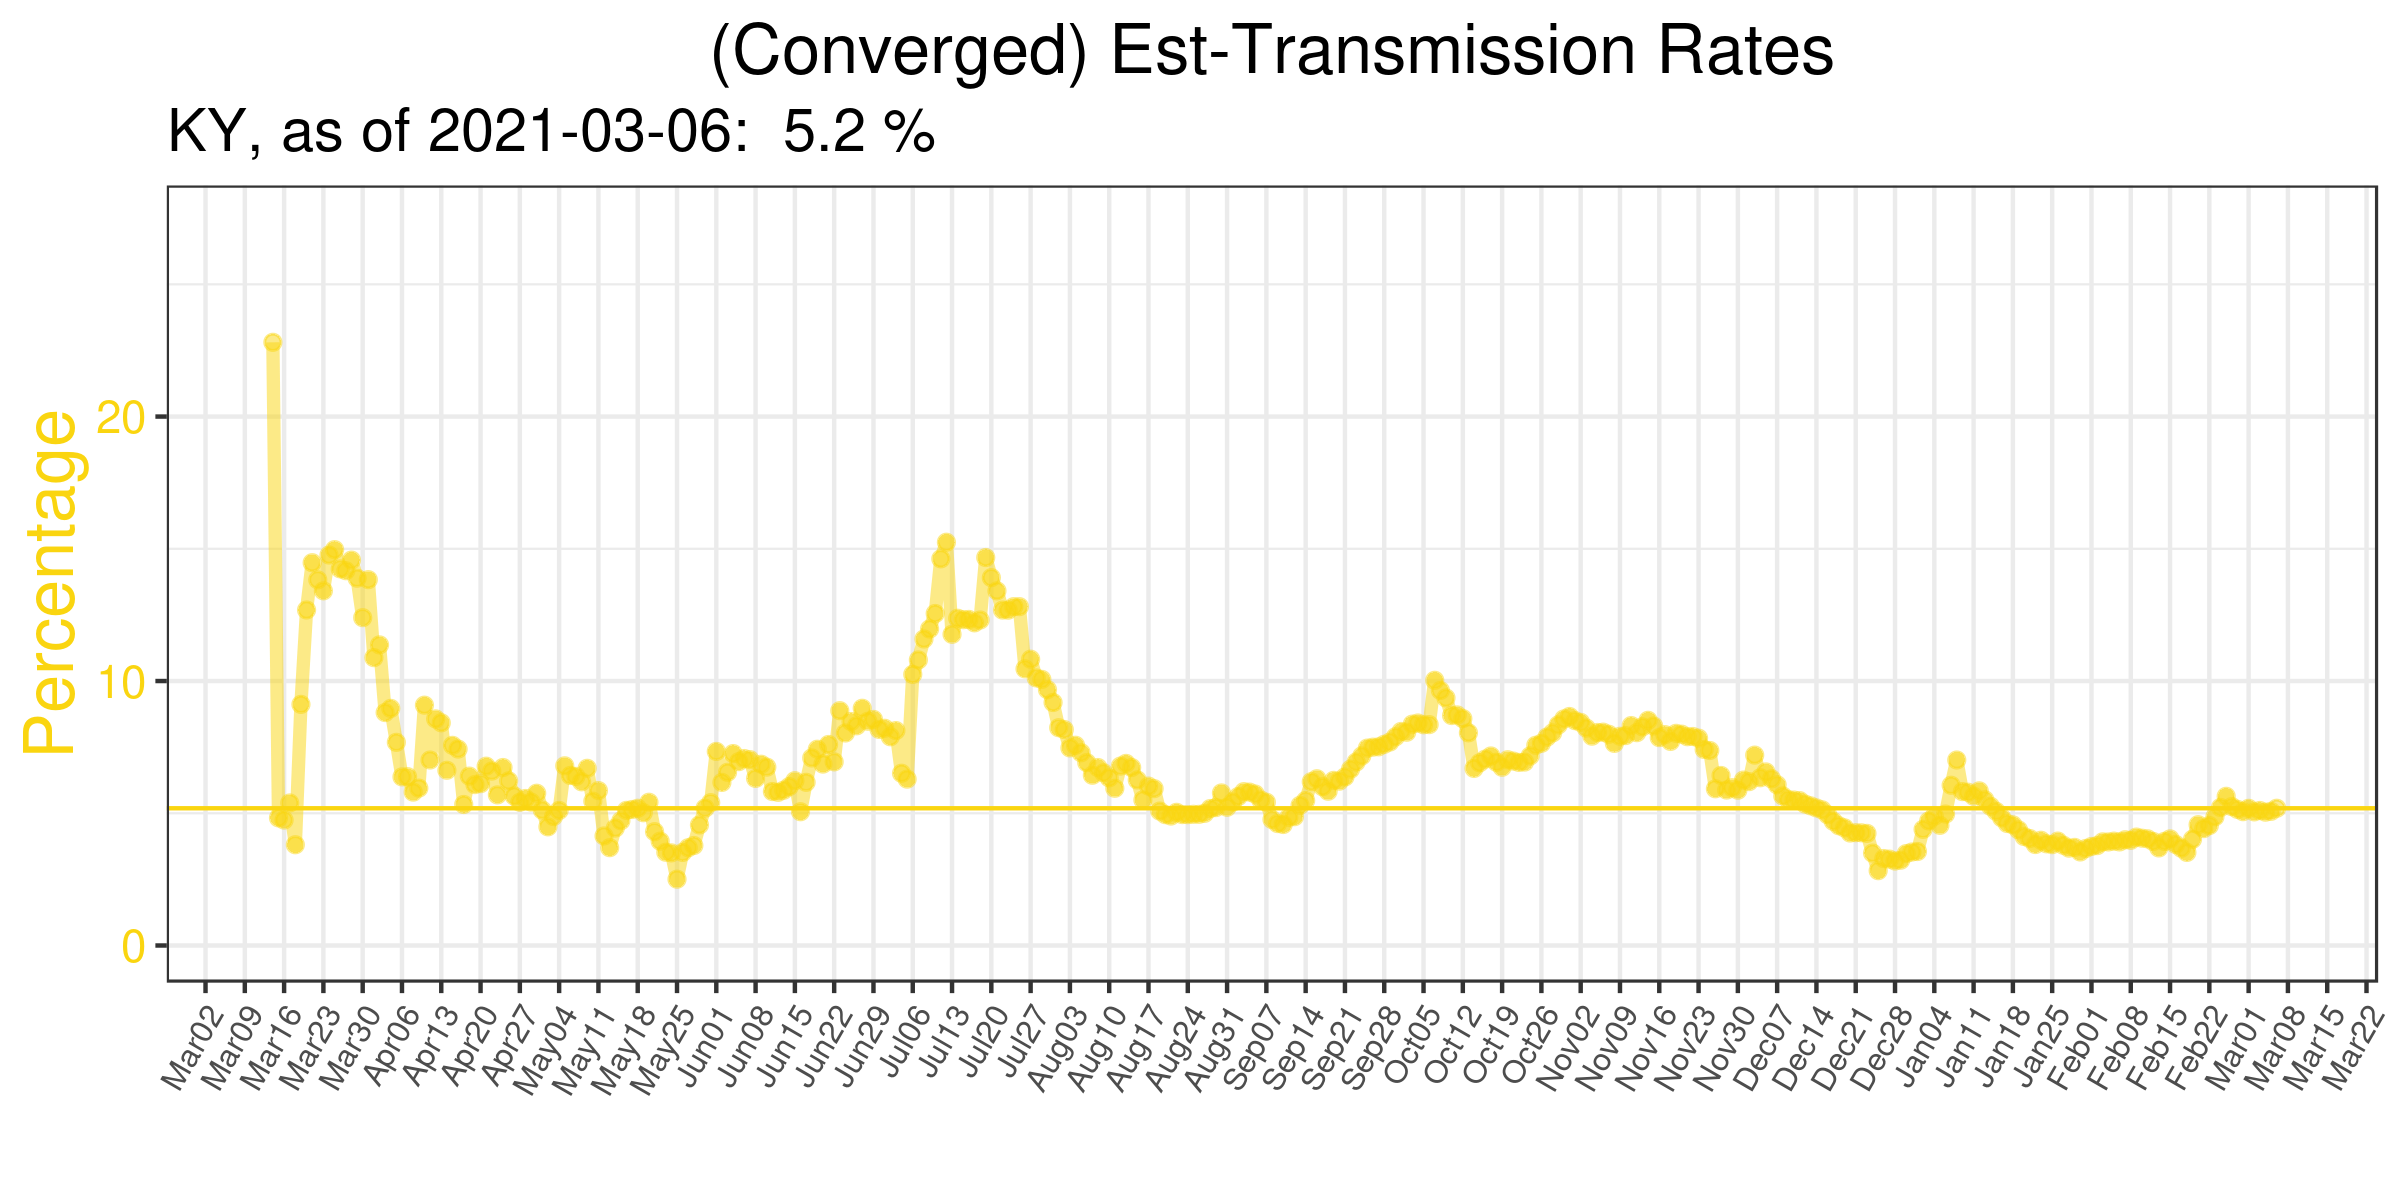 (Converged) Est-Transmission Rates
KY, as of 2021-03-06:  5.2 %
Percentage
20
10
0
Mar02
Mar09
Mar16
Mar23
Mar30
Apr06
Apr13
Apr20
Apr27
May04
May11
May18
May25
Jun01
Jun08
Jun15
Jun22
Jun29
Jul06
Jul13
Jul20
Jul27
Aug03
Aug10
Aug17
Aug24
Aug31
Sep07
Sep14
Sep21
Sep28
Oct05
Oct12
Oct19
Oct26
Nov02
Nov09
Nov16
Nov23
Nov30
Dec07
Dec14
Dec21
Dec28
Jan04
Jan11
Jan18
Jan25
Feb01
Feb08
Feb15
Feb22
Mar01
Mar08
Mar15
Mar22